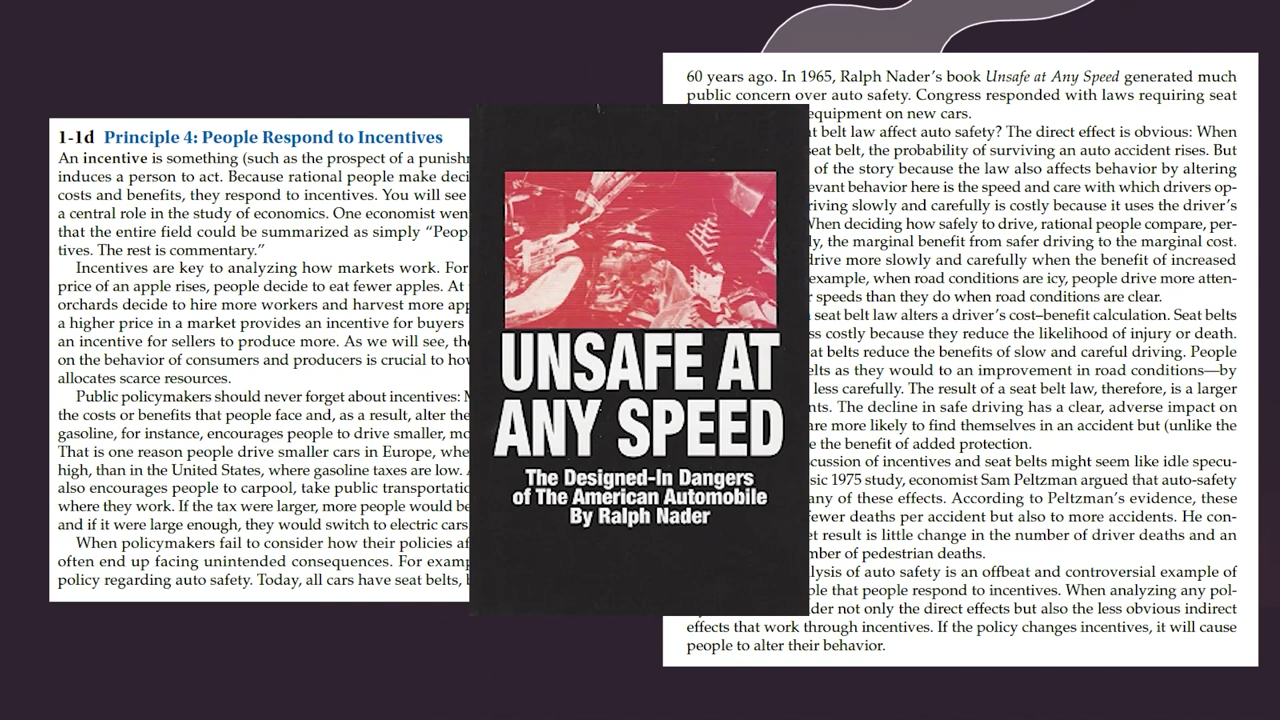 1-1d Principle 4: People Respond to Incentives
An incentive is something (such as the prospect of a punishm
induces a person to act. Because rational people make deci
costs and benefits, they respond to incentives. You will see
a central role in the study of economics. One economist wen
that the entire field could be summarized as simply “Peop
tives. The rest is commentary.”
Incentives are key to analyzing how markets work. For
price of an apple rises, people decide to eat fewer apples. At
orchards decide to hire more workers and harvest more app
a higher price in a market provides an incentive for buyers
an incentive for sellers to produce more. As we will see, the
on the behavior of consumers and producers is crucial to how
allocates scarce resources.
Public policymakers should never forget about incentives:
the costs or benefits that people face and, as a result, alter the
gasoline, for instance, encourages people to drive smaller, mo
That is one reason people drive smaller cars in Europe, whe
high, than in the United States, where gasoline taxes are low.
also encourages people to carpool, take public transportatio
where they work. If the tax were larger, more people would be
and if it were large enough, they would switch to electric cars
When policymakers fail to consider how their policies af
often end up facing unintended consequences. For examp
policy regarding auto safety. Today, all cars have seat belts,
UNSAFE AT
ANY SPEED
The Designed-In Dangers
of The American Automobile
By Ralph Nader
60 years ago. In 1965, Ralph Nader’s book Unsafe at Any Speed generated much
public concern over auto safety. Congress responded with laws requiring seat
equipment on new cars.
t belt law affect auto safety? The direct effect is obvious: When
seat belt, the probability of surviving an auto accident rises. But
of the story because the law also affects behavior by altering
evant behavior here is the speed and care with which drivers op-
riving slowly and carefully is costly because it uses the driver’s
When deciding how safely to drive, rational people compare, per-
ly, the marginal benefit from safer driving to the marginal cost.
drive more slowly and carefully when the benefit of increased
example, when road conditions are icy, people drive more atten-
r speeds than they do when road conditions are clear.
seat belt law alters a driver’s cost–benefit calculation. Seat belts
ss costly because they reduce the likelihood of injury or death.
at belts reduce the benefits of slow and careful driving. People
elts as they would to an improvement in road conditions—by
less carefully. The result of a seat belt law, therefore, is a larger
nts. The decline in safe driving has a clear, adverse impact on
are more likely to find themselves in an accident but (unlike the
e the benefit of added protection.
scussion of incentives and seat belts might seem like idle specu-
sic 1975 study, economist Sam Peltzman argued that auto-safety
any of these effects. According to Peltzman’s evidence, these
fewer deaths per accident but also to more accidents. He con-
et result is little change in the number of driver deaths and an
mber of pedestrian deaths.
lysis of auto safety is an offbeat and controversial example of
ple that people respond to incentives. When analyzing any pol-
der not only the direct effects but also the less obvious indirect
effects that work through incentives. If the policy changes incentives, it will cause
people to alter their behavior.